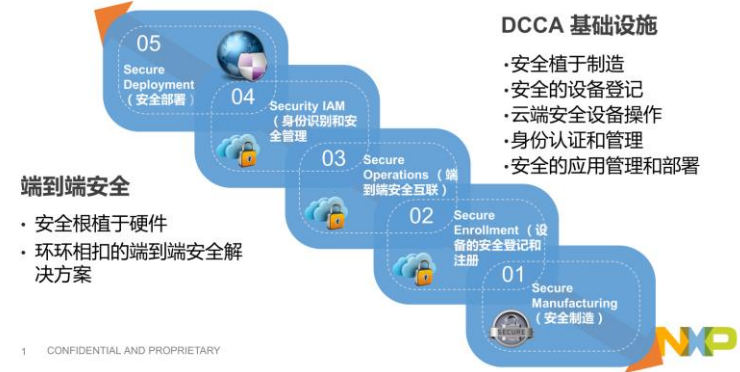 DCCA 基础设施
·安全植于制造
·安全的设备登记
·云端安全设备操作
·身份认证和管理
·安全的应用管理和部署
05
Secure
Deployment
（安全部署）
04
Security IAM
（身份识别和安
全管理
03
Secure
Operations（端
到端安全互联）
02
Secure
Enrollment（设
备的安全登记和
注册
01
Secure
Manufacturing
（安全制造）
SECURE
端到端安全
• 安全根植于硬件
• 环环相扣的端到端安全解
决方案
1 CONFIDENTIAL AND PROPRIETARY
NXP